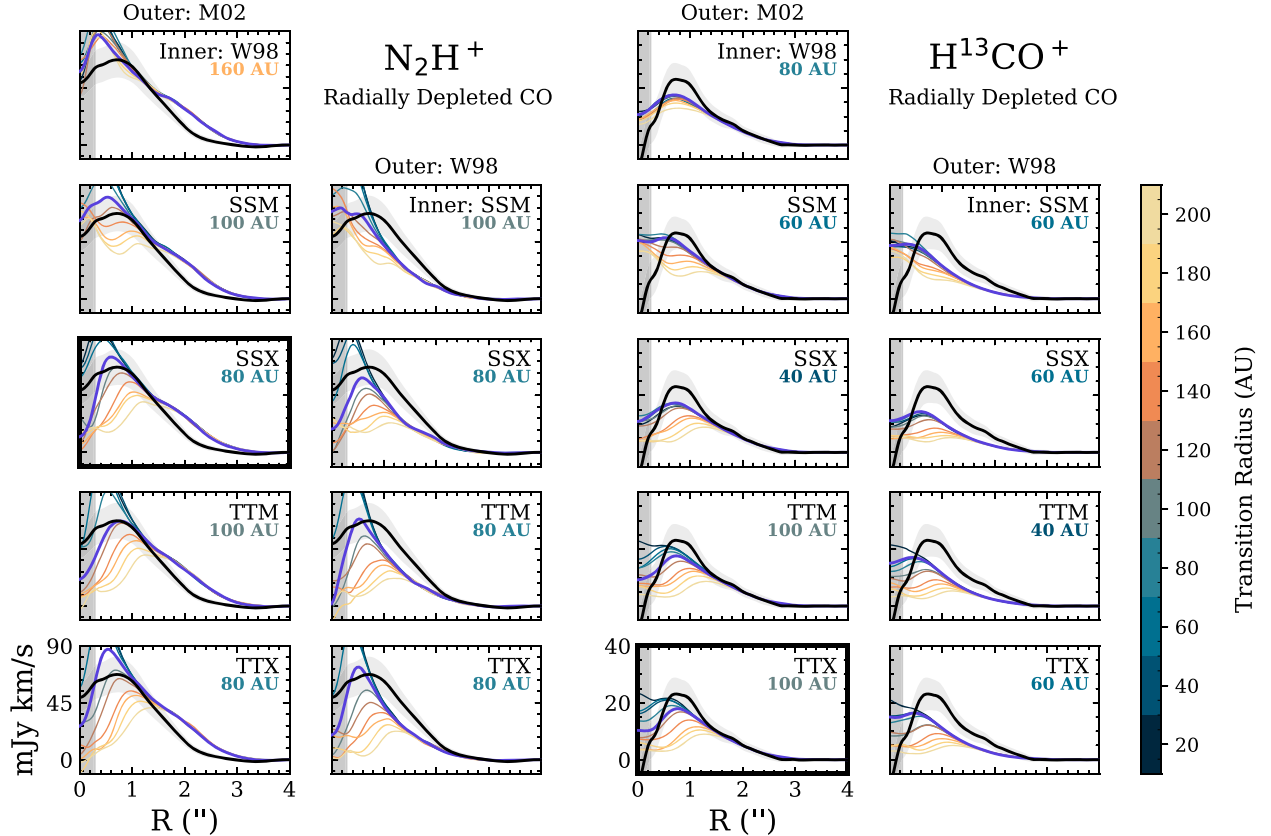 Outer: M02
Inner: W98
160 AU
N₂H⁺
Radially Depleted CO
Outer: M02
Inner: W98
80 AU
H¹³CO⁺
Radially Depleted CO
SSM
100 AU
Outer: W98
Inner: SSM
100 AU
SSM
60 AU
Outer: W98
Inner: SSM
60 AU
SSX
80 AU
SSX
80 AU
SSX
40 AU
SSX
60 AU
TTM
100 AU
TTM
80 AU
TTM
100 AU
TTM
40 AU
TTX
80 AU
TTX
80 AU
TTX
100 AU
TTX
60 AU
90
45
0
mJy km/s
0 1 2 3 4
R (")
40
20
0
0 1 2 3 4
R (")
200
180
160
140
120
100
80
60
40
20
Transition Radius (AU)